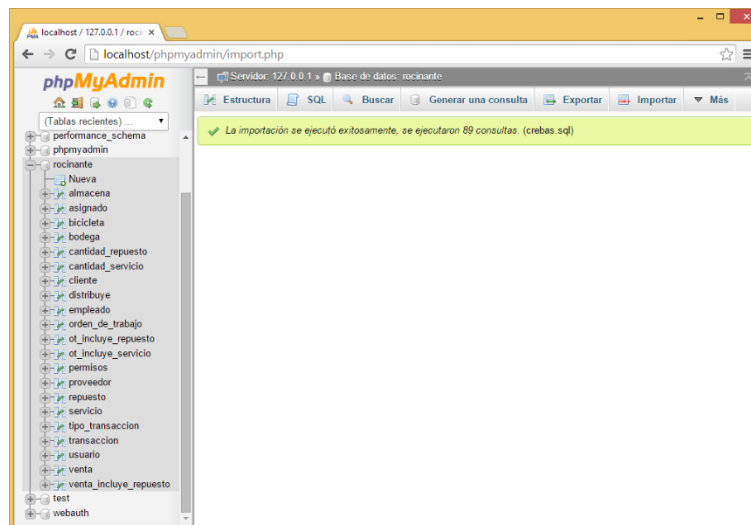 localhost / 127.0.0.1 / roci
localhost/phpmyadmin/import.php
phpMyAdmin
(Tablas recientes) ...
performance_schema
phpmyadmin
rocinante
Nueva
almacena
asignado
bicicleta
bodega
cantidad_repuesto
cantidad_servicio
cliente
distribuye
empleado
orden_de_trabajo
ot_incluye_repuesto
ot_incluye_servicio
permisos
proveedor
repuesto
servicio
tipo_transaccion
transaccion
usuario
venta
venta_incluye_repuesto
test
webauth
Servidor: 127.0.0.1 » Base de datos: rocinante
Estructura SQL Buscar Generar una consulta Exportar Importar Más
La importación se ejecutó exitosamente, se ejecutaron 89 consultas. (crebas.sql)